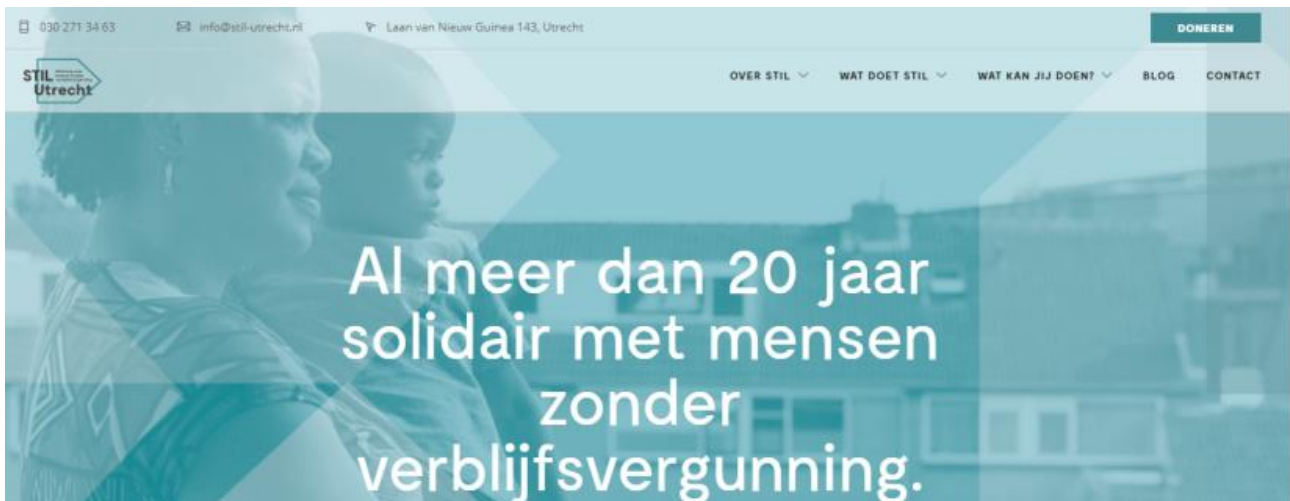 030 271 34 63
info@stil-utrecht.nl
Laan van Nieuw Guinea 143, Utrecht
DONEREN
STIL
Utrecht
OVER STIL
WAT DOET STIL
WAT KAN JIJ DOEN?
BLOG
CONTACT
Al meer dan 20 jaar
solidair met mensen
zonder
verblijfsvergunning.